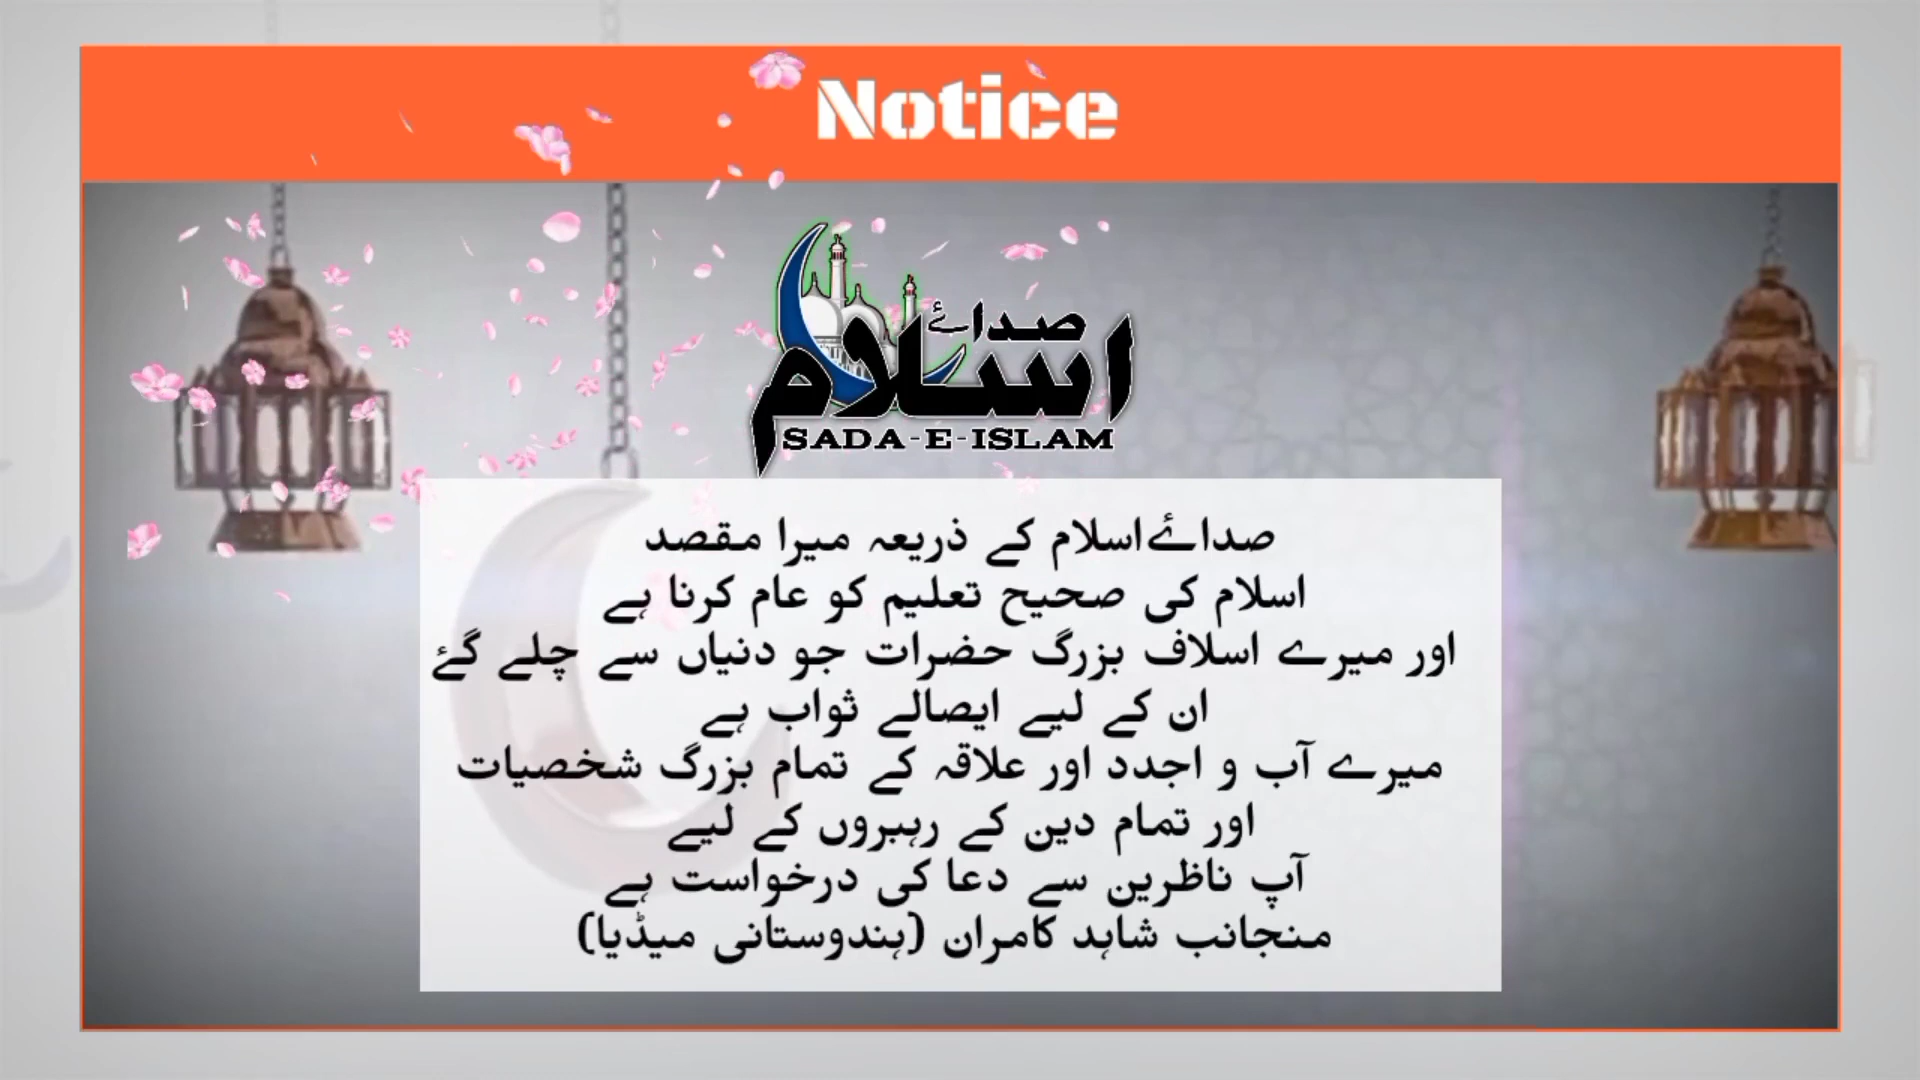 Notice
صدائے
اسلام
SADA-E-ISLAM
صدائےاسلام کے ذریعہ میرا مقصد
اسلام کی صحیح تعلیم کو عام کرنا ہے
اور میرے اسلاف بزرگ حضرات جو دنیاں سے چلے گئے
ان کے لیے ایصالے ثواب ہے
میرے آب و اجدد اور علاقہ کے تمام بزرگ شخصیات
اور تمام دین کے رہبروں کے لیے
آپ ناظرین سے دعا کی درخواست ہے
منجانب شاہد کامران (ہندوستانی میڈیا)